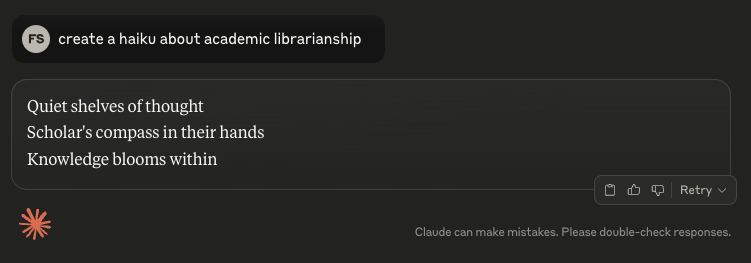 FS create a haiku about academic librarianship
Quiet shelves of thought
Scholar's compass in their hands
Knowledge blooms within
Retry
Claude can make mistakes. Please double-check responses.